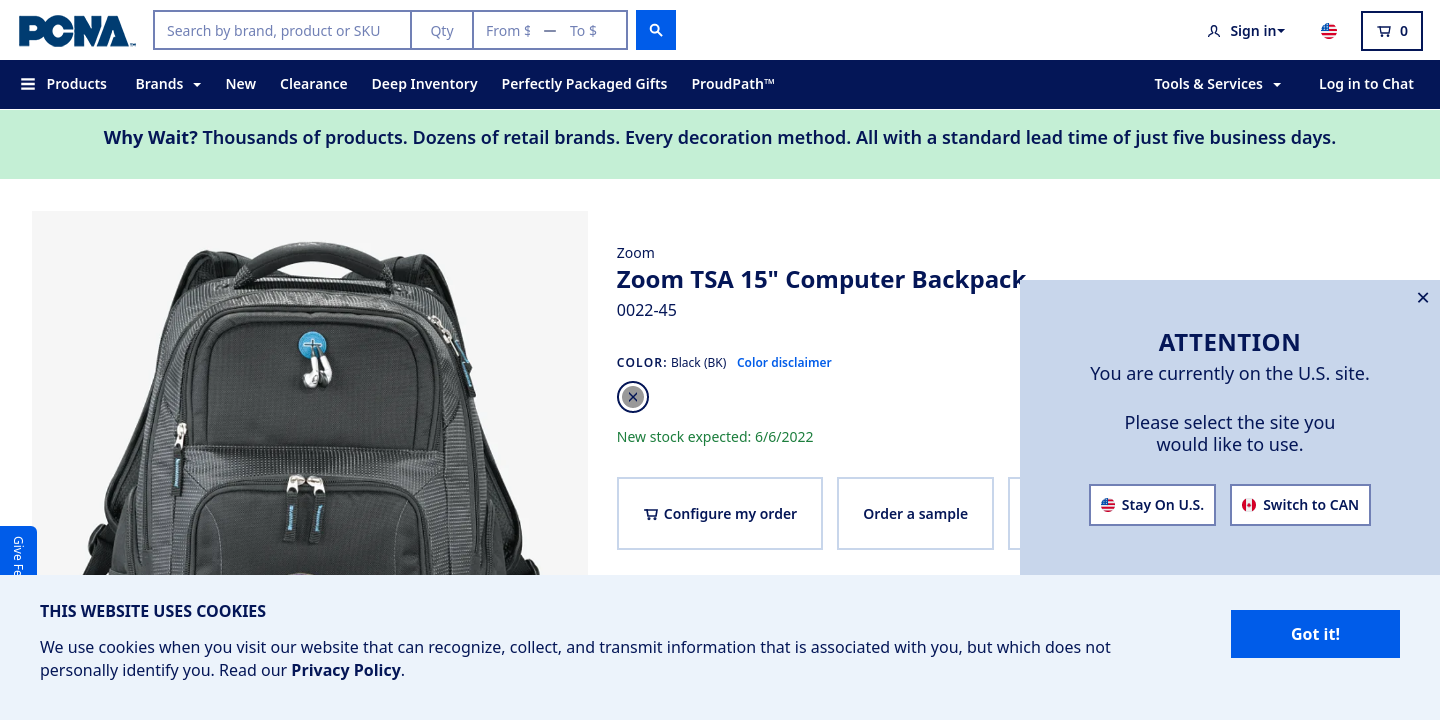 PCNA
Search by brand, product or SKU
Qty
From $ — To $
Sign in
0
Products
Brands
New
Clearance
Deep Inventory
Perfectly Packaged Gifts
ProudPath™
Tools & Services
Log in to Chat
Why Wait? Thousands of products. Dozens of retail brands. Every decoration method. All with a standard lead time of just five business days.
Zoom
Zoom TSA 15" Computer Backpack
0022-45
COLOR: Black (BK) Color disclaimer
New stock expected: 6/6/2022
Configure my order
Order a sample
ATTENTION
You are currently on the U.S. site.
Please select the site you
would like to use.
Stay On U.S.
Switch to CAN
Give Fe
THIS WEBSITE USES COOKIES
We use cookies when you visit our website that can recognize, collect, and transmit information that is associated with you, but which does not
personally identify you. Read our Privacy Policy.
Got it!